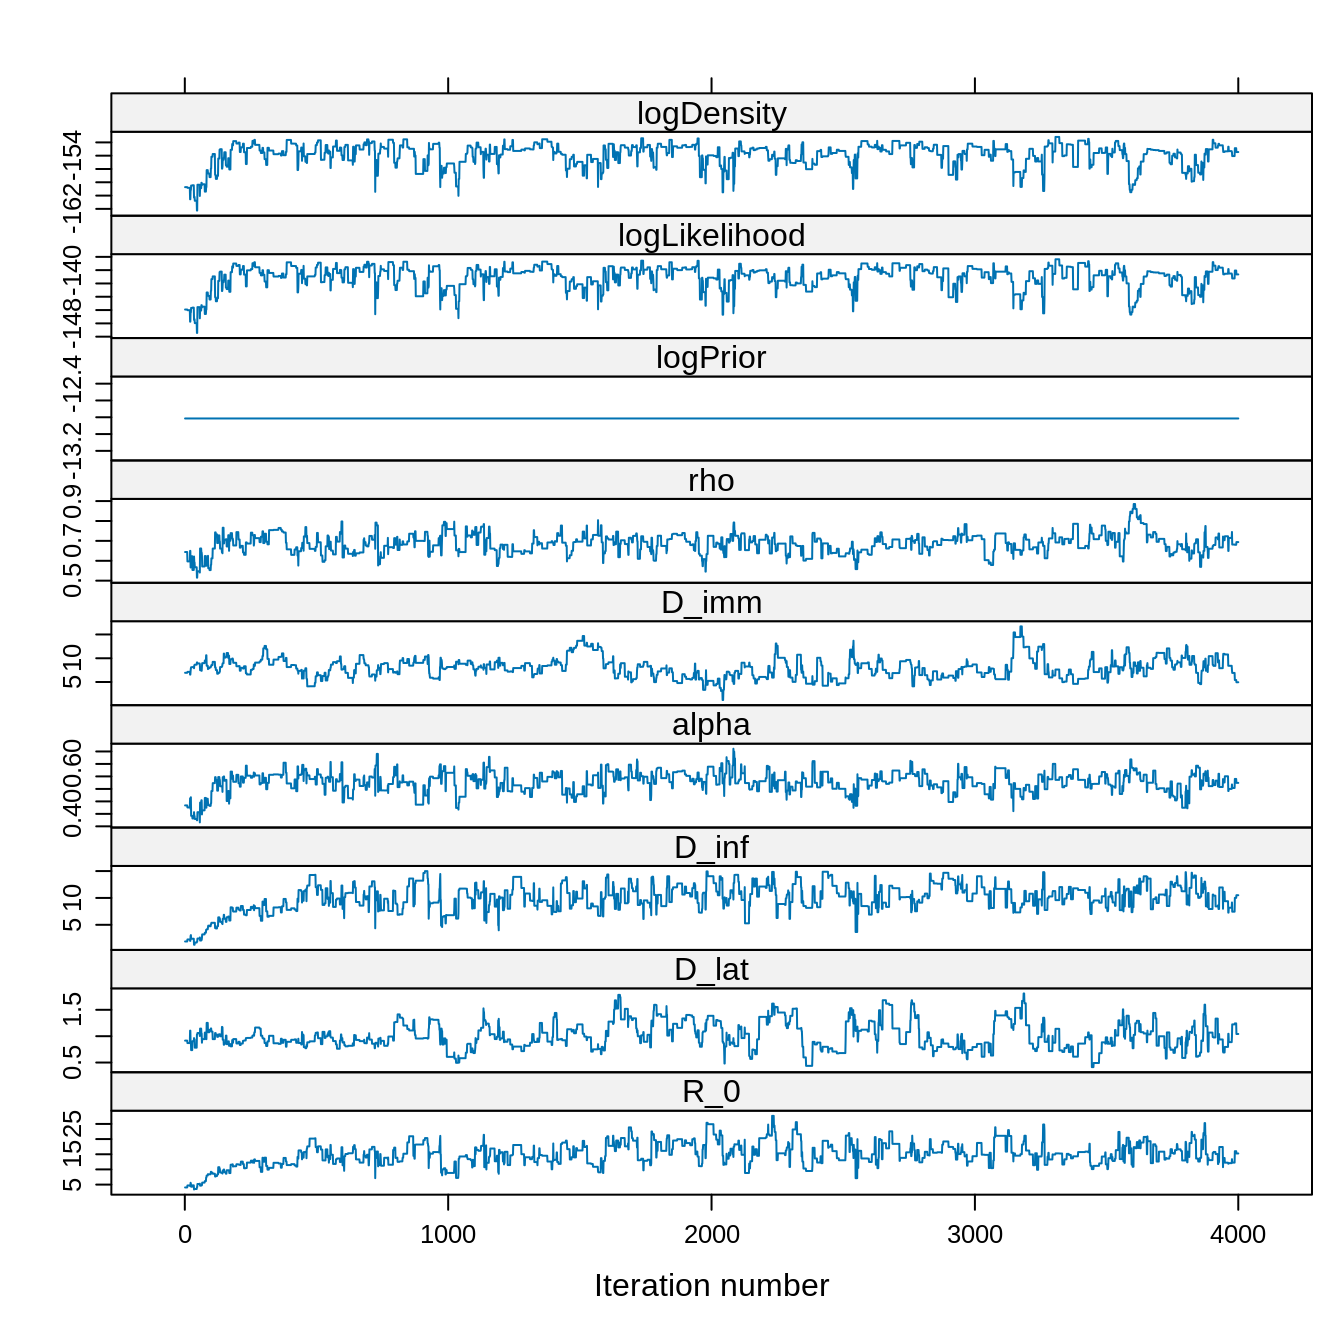 logDensity
-162 -154
logLikelihood
-148 -140
logPrior
-13.2 -12.4
rho
0.5 0.7 0.9
D_imm
5 10
alpha
0.40 0.60
D_inf
5 10
D_lat
0.5 1.5
R_0
5 15 25
0 1000 2000 3000 4000
Iteration number